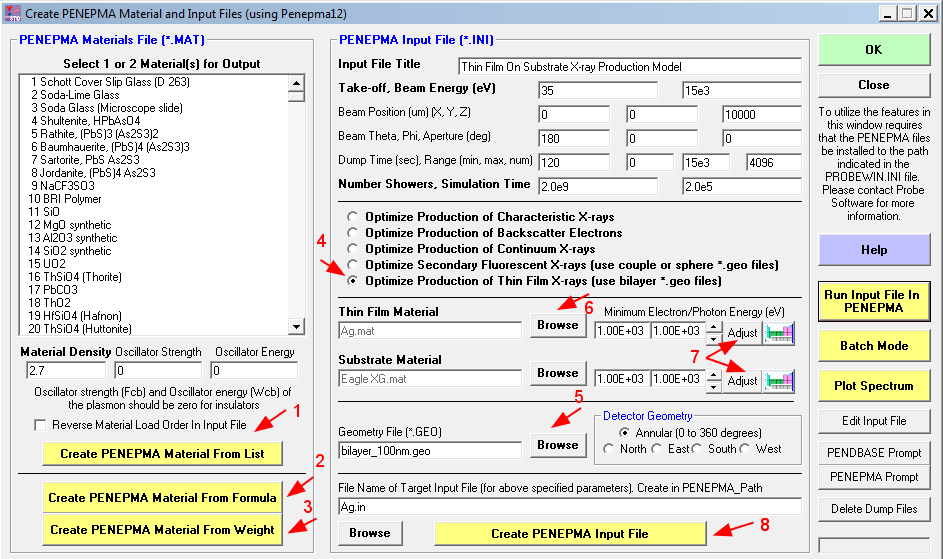 Create PENEPMA Material and Input Files (using Penepma12)
PENEPMA Materials File (*.MAT)
Select 1 or 2 Material(s) for Output
1 Schott Cover Slip Glass (D 263)
2 Soda-Lime Glass
3 Soda Glass (Microscope slide)
4 Shultenite, HPbAsO4
5 Rathite, (PbS)3 (As2S3)2
6 Baumhauerite, (PbS)4 (As2S3)3
7 Sartorite, PbS As2S3
8 Jordanite, (PbS)4 As2S3
9 NaCF3SO3
10 BRI Polymer
11 SiO
12 MgO synthetic
13 Al2O3 synthetic
14 SiO2 synthetic
15 UO2
16 ThSiO4 (Thorite)
17 PbCO3
18 ThO2
19 HfSiO4 (Hafnon)
20 ThSiO4 (Huttonite)
Material Density Oscillator Strength Oscillator Energy
2.7 0 0
Oscillator strength (Fcb) and Oscillator energy (Wcb) of
the plasmon should be zero for insulators
Reverse Material Load Order In Input File
1
Create PENEPMA Material From List
2
Create PENEPMA Material From Formula
3
Create PENEPMA Material From Weight
PENEPMA Input File (*.INI)
Input File Title Thin Film On Substrate X-ray Production Model
Take-off, Beam Energy (eV) 35 15e3
Beam Position (um) (X, Y, Z) 0 0 10000
Beam Theta, Phi, Aperture (deg) 180 0 0
Dump Time (sec), Range (min, max, num) 120 0 15e3 4096
Number Showers, Simulation Time 2.0e9 2.0e5
Optimize Production of Characteristic X-rays
Optimize Production of Backscatter Electrons
4 Optimize Production of Continuum X-rays
Optimize Secondary Fluorescent X-rays (use couple or sphere *.geo files)
Optimize Production of Thin Film X-rays (use bilayer *.geo files)
6
Thin Film Material Browse Minimum Electron/Photon Energy (eV)
Ag.mat 1.00E+03 1.00E+03 Adjust
7
Substrate Material
Eagle XG.mat Browse 1.00E+03 1.00E+03 Adjust
5
Geometry File (*.GEO)
bilayer_100nm.geo Browse
Detector Geometry
Annular (0 to 360 degrees)
North East South West
File Name of Target Input File (for above specified parameters). Create in PENEPMA_Path
Ag.in
Browse Create PENEPMA Input File 8
OK
Close
To utilize the features in
this window requires
that the PENEPMA files
be installed to the path
indicated in the
PROBEWIN.INI file.
Please contact Probe
Software for more
information.
Help
Run Input File In
PENEPMA
Batch Mode
Plot Spectrum
Edit Input File
PENDBASE Prompt
PENEPMA Prompt
Delete Dump Files